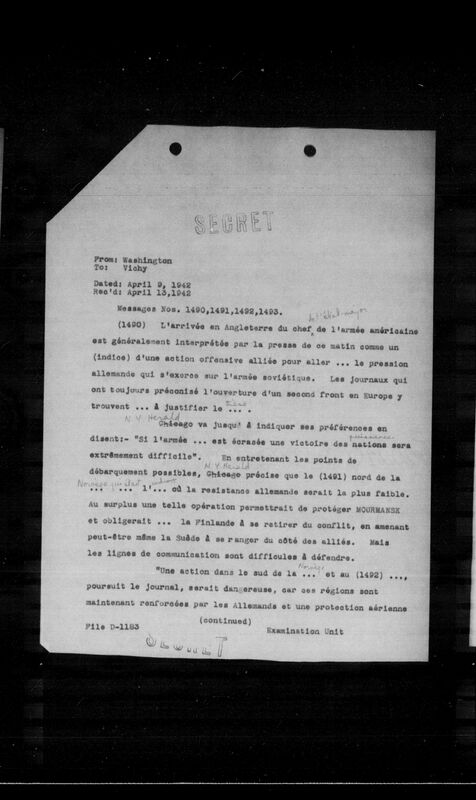 SECRET
From: Washington
To: Vichy
Dated: April 9, 1942
Rec'd: April 13,1942
Messages Nos. 1490,1491,1492,1493.
(1490) L'arrivée en Angleterre du chef de l'armée américaine
est généralement interprétée par la presse de ce matin comme un
(indice) d'une action offensive alliée pour aller ... le pression
allemande qui s'exerce sur l'armée soviétique. Les journaux qui
ont toujours préconisé l'ouverture d'un second front en Europe y
trouvent ... à justifier le ... .
N.Y. Herald
Chicago va jusqu'à indiquer ses préférences en
puissances
disent:- "Si l'armée ... est écrasée une victoire des nations sera
extrêmement difficile". En entretenant les points de
N.Y. Herald
débarquement possibles, Chicago précise que le (1491) nord de la
Norvège
... ... l'... où la resistance allemande serait la plus faible.
Au surplus une telle opération permettrait de protéger MOURMANSK
et obligerait ... la Finlande à se retirer du conflit, en amenant
peut-être même la Suède à se ranger du côté des alliés. Mais
les lignes de communication sont difficiles à défendre.
Norvège
"Une action dans le sud de la ... et au (1492) ...,
poursuit le journal, serait dangereuse, car ces régions sont
maintenant renforcées par les Allemands et une protection aérienne
(continued)
File D-1183
Examination Unit
SECRET